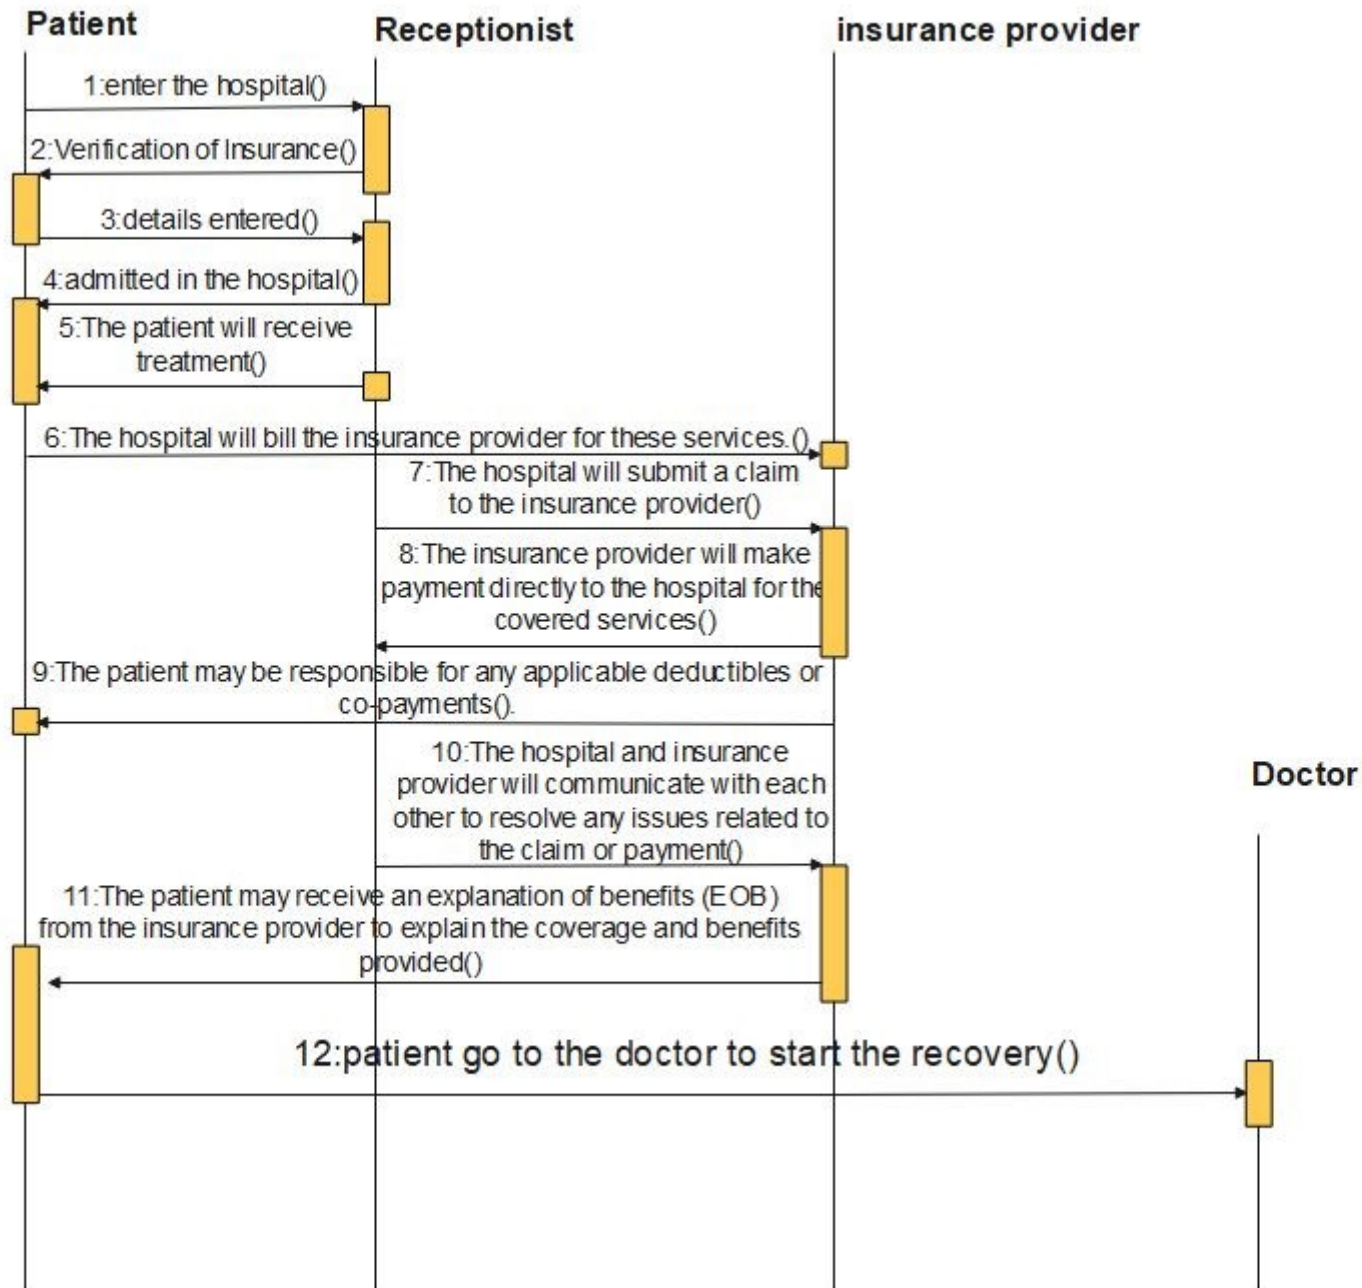 Patient
Receptionist
insurance provider
1:enter the hospital()
2:Verification of Insurance()
3:details entered()
4:admitted in the hospital()
5:The patient will receive
treatment()
6:The hospital will bill the insurance provider for these services.()
7:The hospital will submit a claim
to the insurance provider()
8:The insurance provider will make
payment directly to the hospital for the
covered services()
9:The patient may be responsible for any applicable deductibles or
co-payments().
10:The hospital and insurance
provider will communicate with each
other to resolve any issues related to
the claim or payment()
Doctor
11:The patient may receive an explanation of benefits (EOB)
from the insurance provider to explain the coverage and benefits
provided()
12:patient go to the doctor to start the recovery()